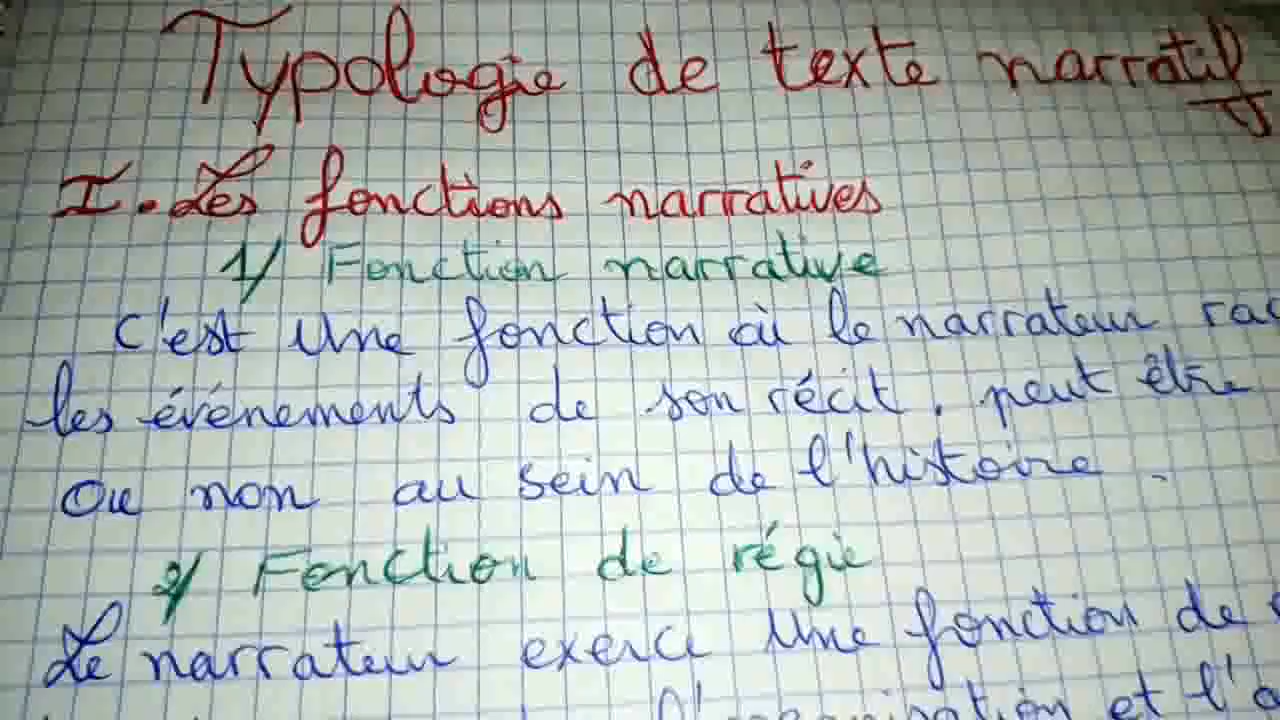 Typologie de texte narratif
I. Les fonctions narratives
1/ Fonction narrative
C'est Une fonction où le narrateur rac
les événements de son récit, peut être
Ou non au sein de l'histoire.
2/ Fonction de régie
Le narrateur exerce Une fonction de
et l'o